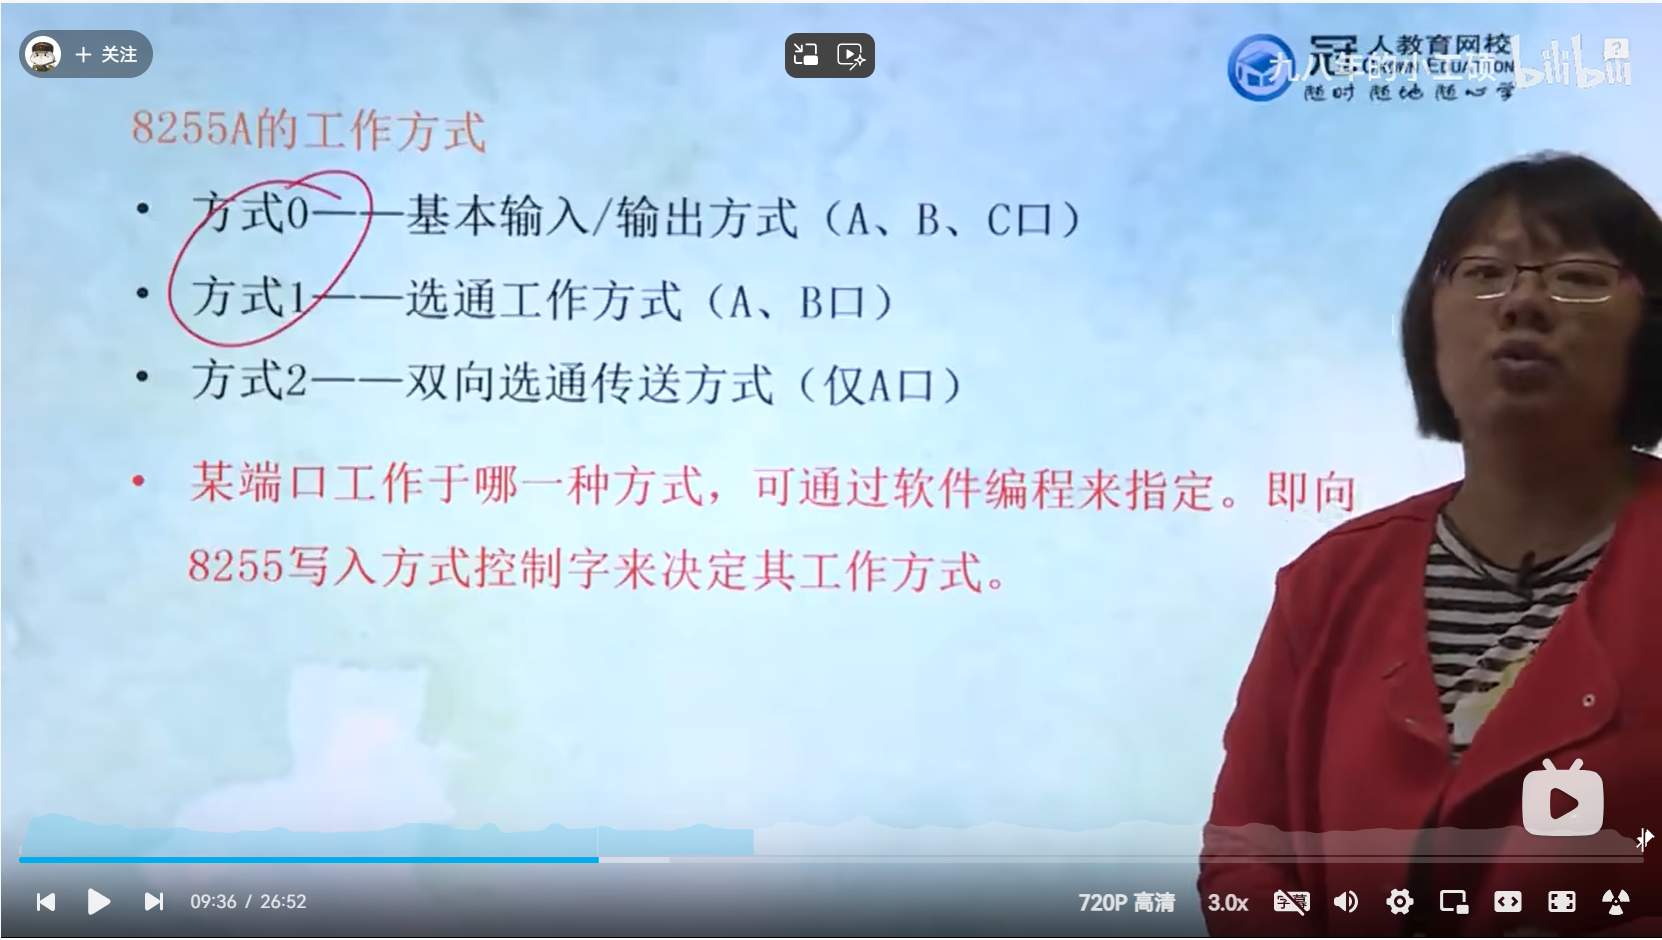 + 关注
冠人教育网校
九八年的小土硕 bilibili
随时 随地 随心学
8255A的工作方式
• 方式0——基本输入/输出方式（A、B、C口）
• 方式1——选通工作方式（A、B口）
• 方式2——双向选通传送方式（仅A口）
• 某端口工作于哪一种方式，可通过软件编程来指定。即向
8255写入方式控制字来决定其工作方式。
09:36 / 26:52 720P 高清 3.0x 字幕